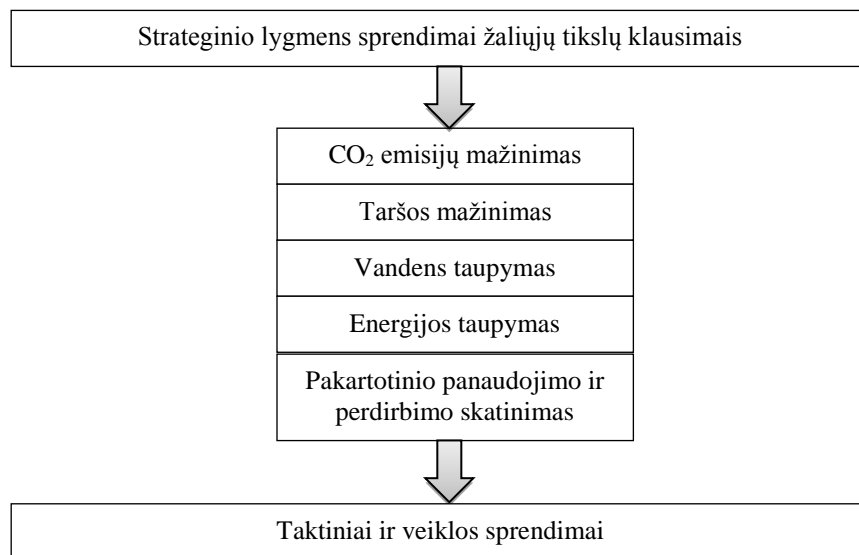 Strateginio lygmens sprendimai žaliųjų tikslų klausimais
CO₂ emisijų mažinimas
Taršos mažinimas
Vandens taupymas
Energijos taupymas
Pakartotinio panaudojimo ir
perdirbimo skatinimas
Taktiniai ir veiklos sprendimai